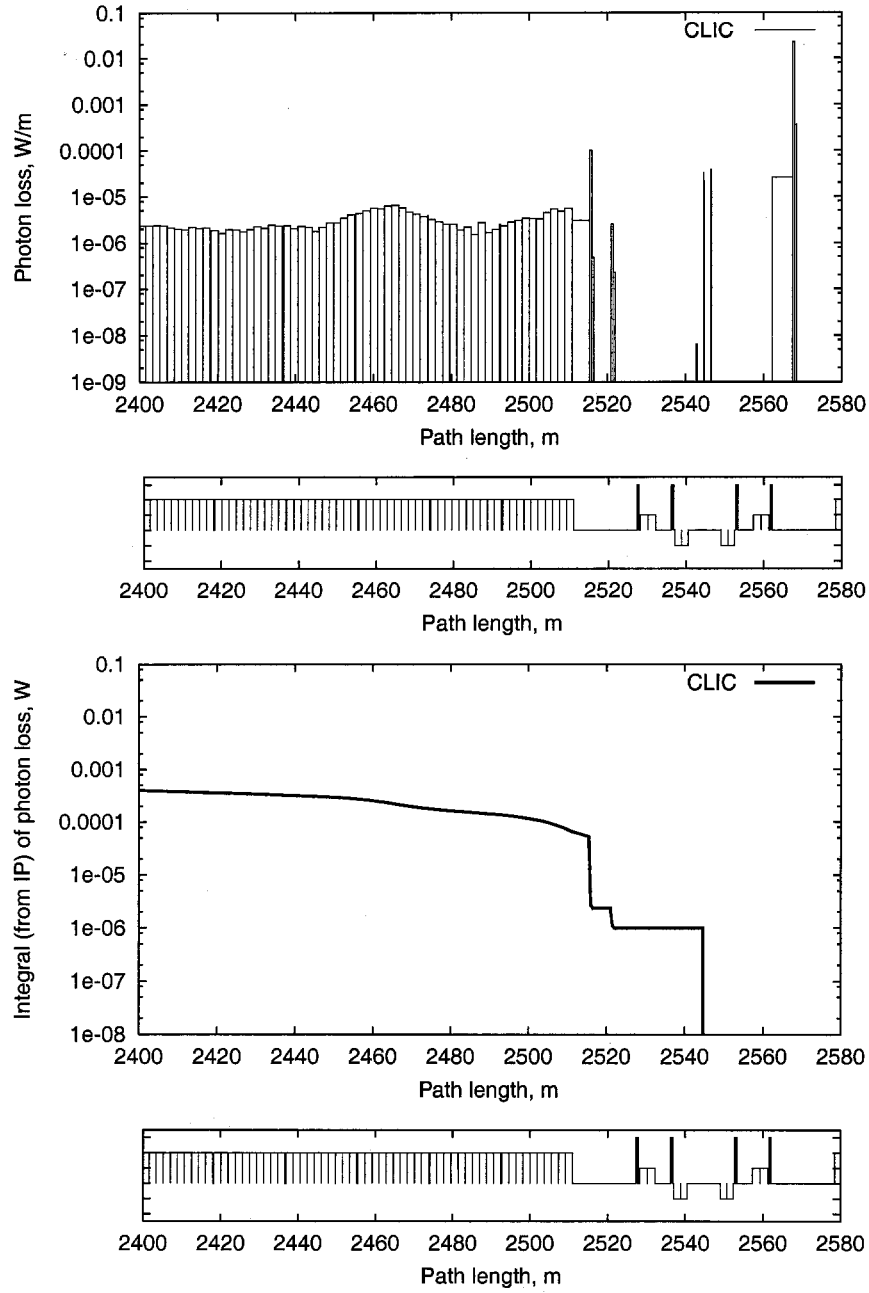 CLIC
Photon loss, W/m
0.1
0.01
0.001
0.0001
1e-05
1e-06
1e-07
1e-08
1e-09
2400 2420 2440 2460 2480 2500 2520 2540 2560 2580
Path length, m
2400 2420 2440 2460 2480 2500 2520 2540 2560 2580
Path length, m
CLIC
Integral (from IP) of photon loss, W
0.1
0.01
0.001
0.0001
1e-05
1e-06
1e-07
1e-08
2400 2420 2440 2460 2480 2500 2520 2540 2560 2580
Path length, m
2400 2420 2440 2460 2480 2500 2520 2540 2560 2580
Path length, m